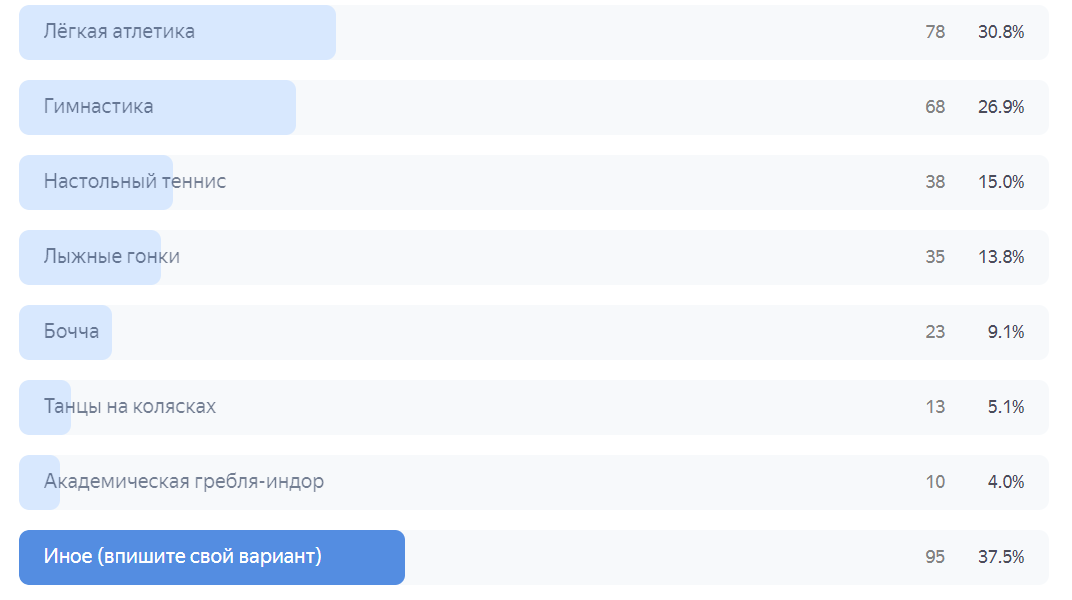 Лёгкая атлетика 78 30.8%
Гимнастика 68 26.9%
Настольный теннис 38 15.0%
Лыжные гонки 35 13.8%
Бочча 23 9.1%
Танцы на колясках 13 5.1%
Академическая гребля-индор 10 4.0%
Иное (впишите свой вариант) 95 37.5%